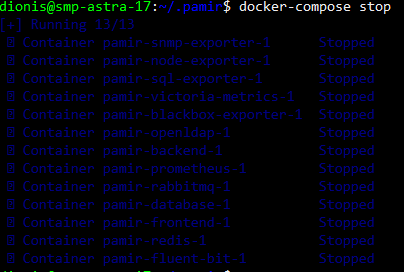 dionis@smp-astra-17:~/.pamir$ docker-compose stop
[+] Running 13/13
Container pamir-snmp-exporter-1 Stopped
Container pamir-node-exporter-1 Stopped
Container pamir-sql-exporter-1 Stopped
Container pamir-victoria-metrics-1 Stopped
Container pamir-blackbox-exporter-1 Stopped
Container pamir-openldap-1 Stopped
Container pamir-backend-1 Stopped
Container pamir-prometheus-1 Stopped
Container pamir-rabbitmq-1 Stopped
Container pamir-database-1 Stopped
Container pamir-frontend-1 Stopped
Container pamir-redis-1 Stopped
Container pamir-fluent-bit-1 Stopped